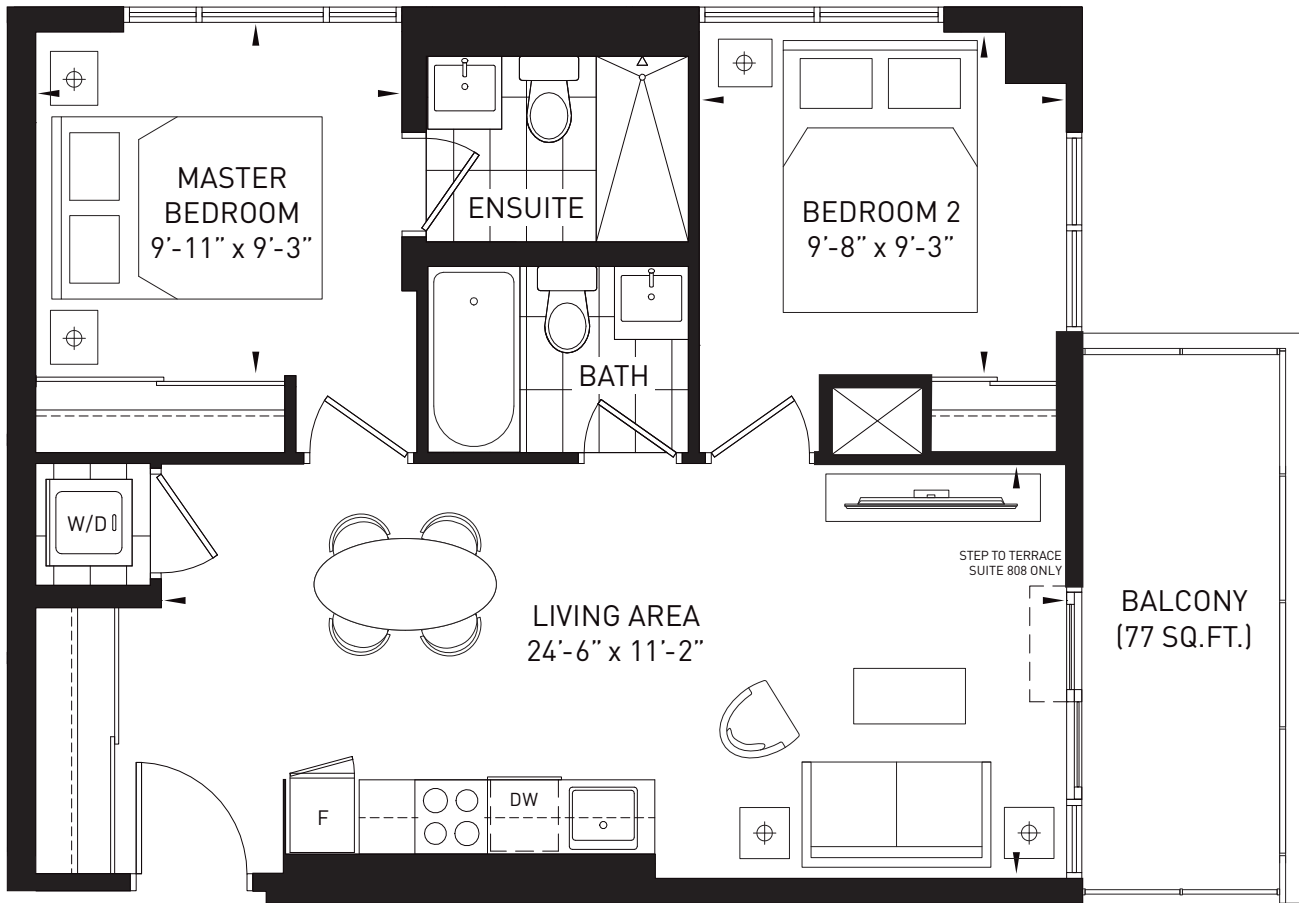 MASTER
BEDROOM
9'-11” x 9'-3”
ENSUITE
BEDROOM 2
9'-8” x 9'-3”
BATH
W/D
STEP TO TERRACE
SUITE 808 ONLY
LIVING AREA
24'-6” x 11'-2”
BALCONY
(77 SQ.FT.)
F
DW